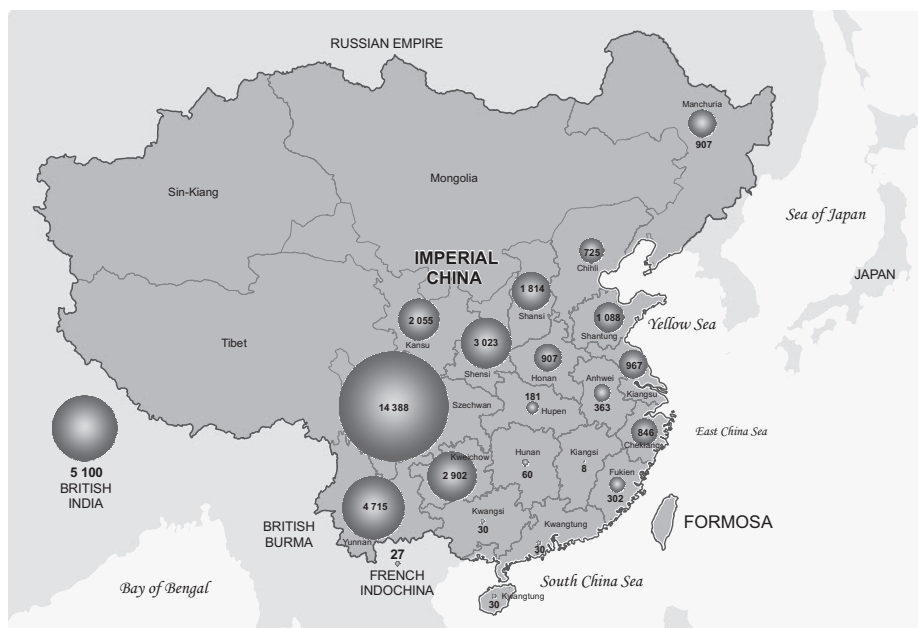 RUSSIAN EMPIRE
Manchuria
907
Sin-Kiang
Mongolia
Sea of Japan
IMPERIAL
CHINA
725
Chihli
JAPAN
1 814
Shansi
2 055
Kansu
1 088
Shantung
Yellow Sea
Tibet
3 023
Shensi
907
Honan
967
Kiangsu
Anhwei
363
14 388
Szechwan
181
Hupen
5 100
BRITISH
INDIA
846
Chekiang
East China Sea
Kweichow
2 902
Hunan
60
Kiangsi
8
Fukien
302
4 715
Yunnan
Kwangsi
30
Kwangtung
30
FORMOSA
BRITISH
BURMA
27
FRENCH
INDOCHINA
Bay of Bengal
South China Sea
Kwangtung
30